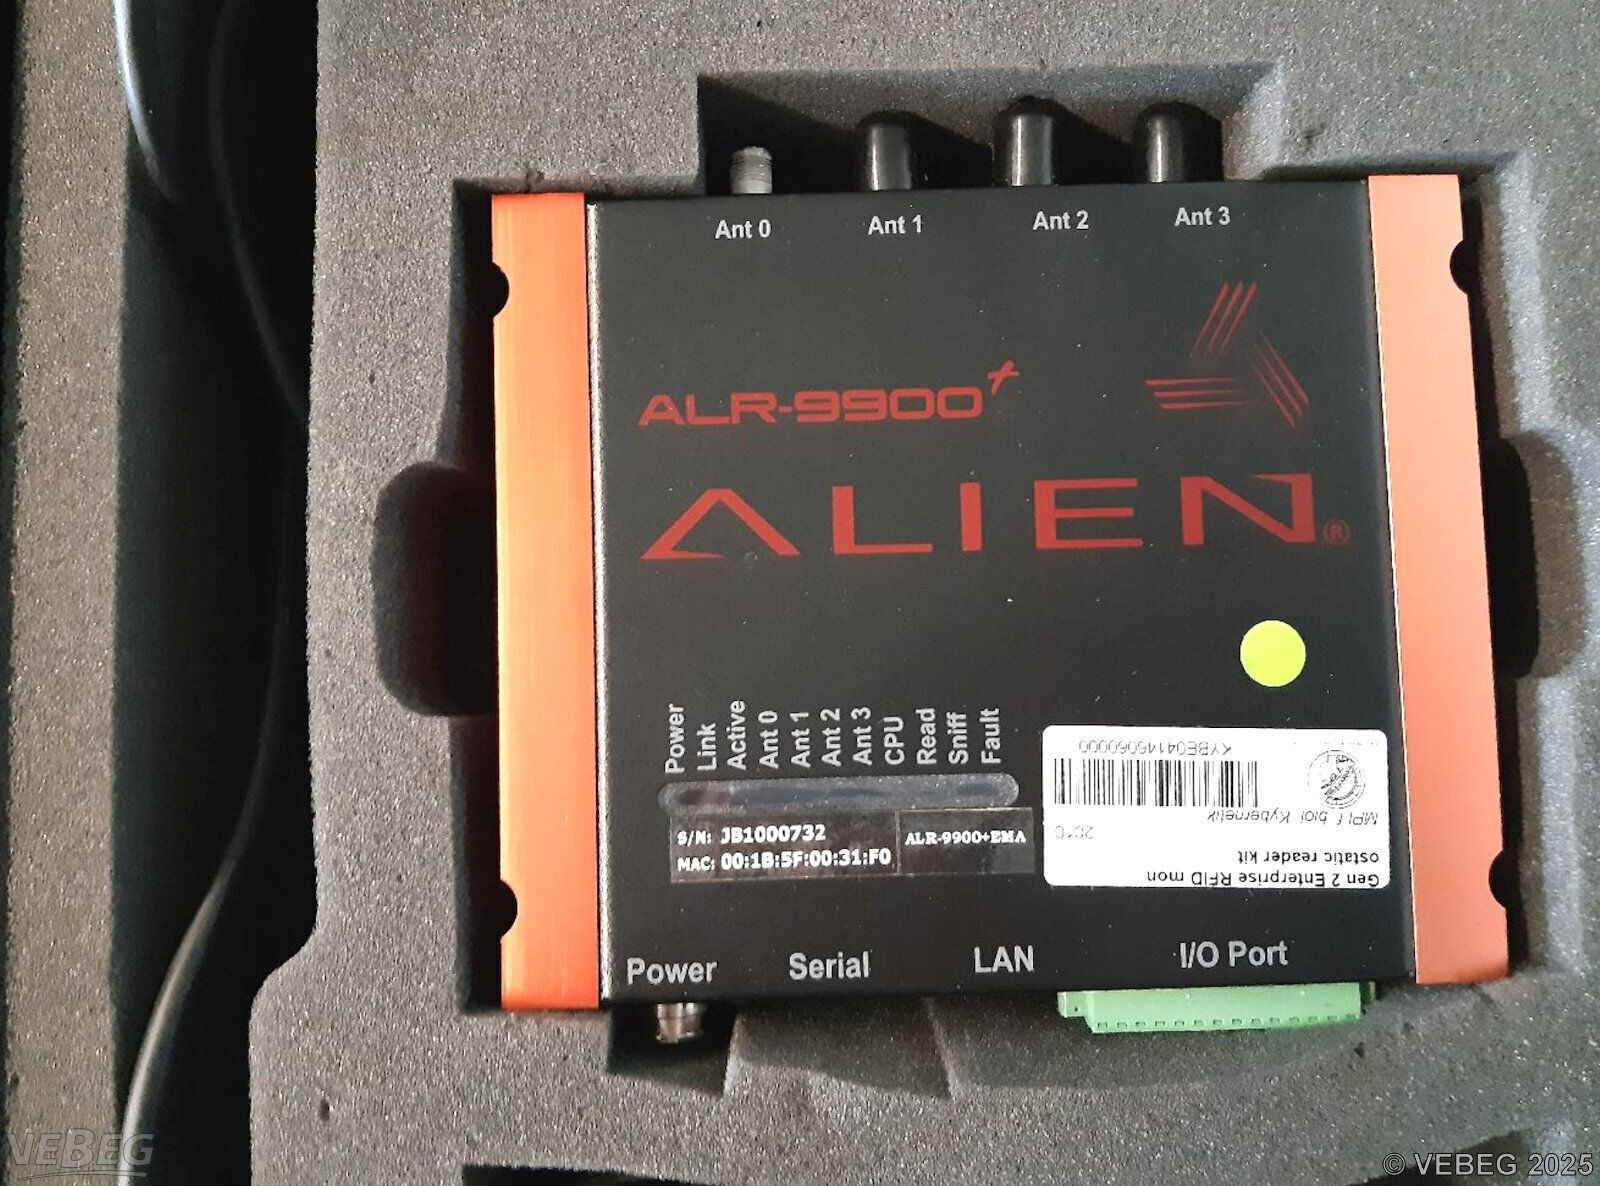 Ant 0 Ant 1 Ant 2 Ant 3
ALR-9900+
ALIEN®
Power
Link
Active
Ant 0
Ant 1
Ant 2
Ant 3
CPU
Read
Sniff
Fault
S/N: JB1000732
MAC: 00:1B:5F:00:31:F0
ALR-9900+EMA
Gen 2 Enterprise RFID mon
ostatic reader kit
2010
MPI f. biol. Kybernetik
KYBE04146060000
Power Serial LAN I/O Port
VEBEG
© VEBEG 2025